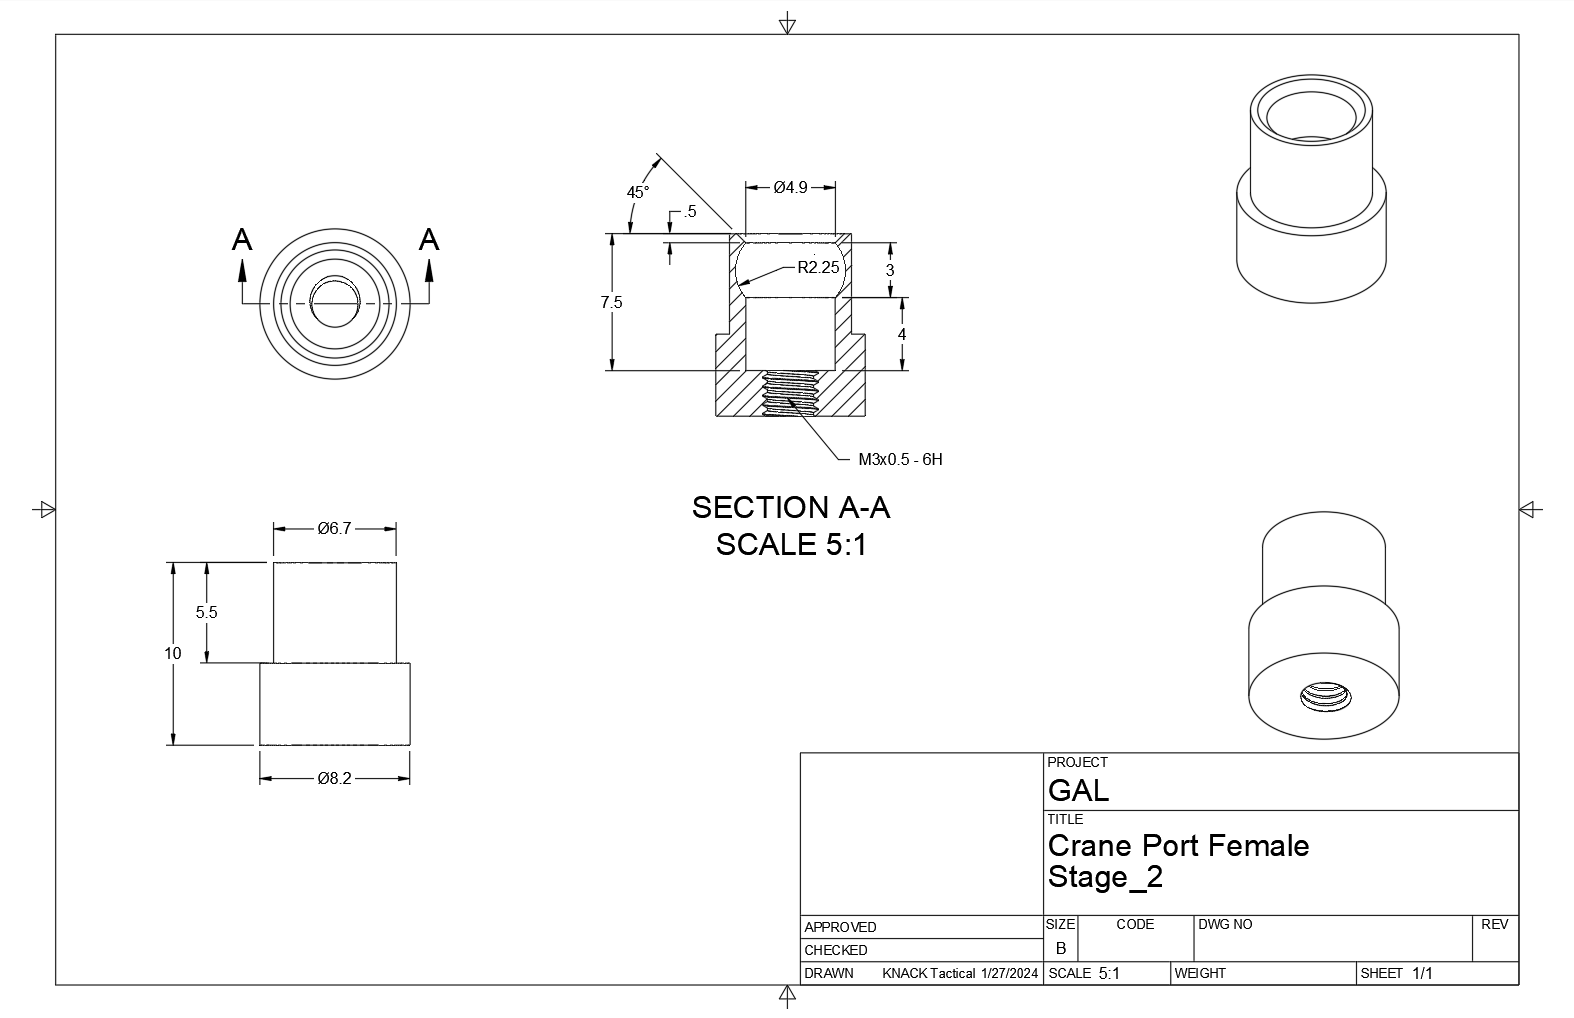 A A
45°
Ø4.9
.5
R2.25
3
7.5
4
M3x0.5 - 6H
SECTION A-A
SCALE 5:1
Ø6.7
5.5
10
Ø8.2
PROJECT
GAL
TITLE
Crane Port Female
Stage_2
APPROVED
CHECKED
DRAWN KNACK Tactical 1/27/2024
SIZE
B
CODE
DWG NO
REV
SCALE 5:1
WEIGHT
SHEET 1/1